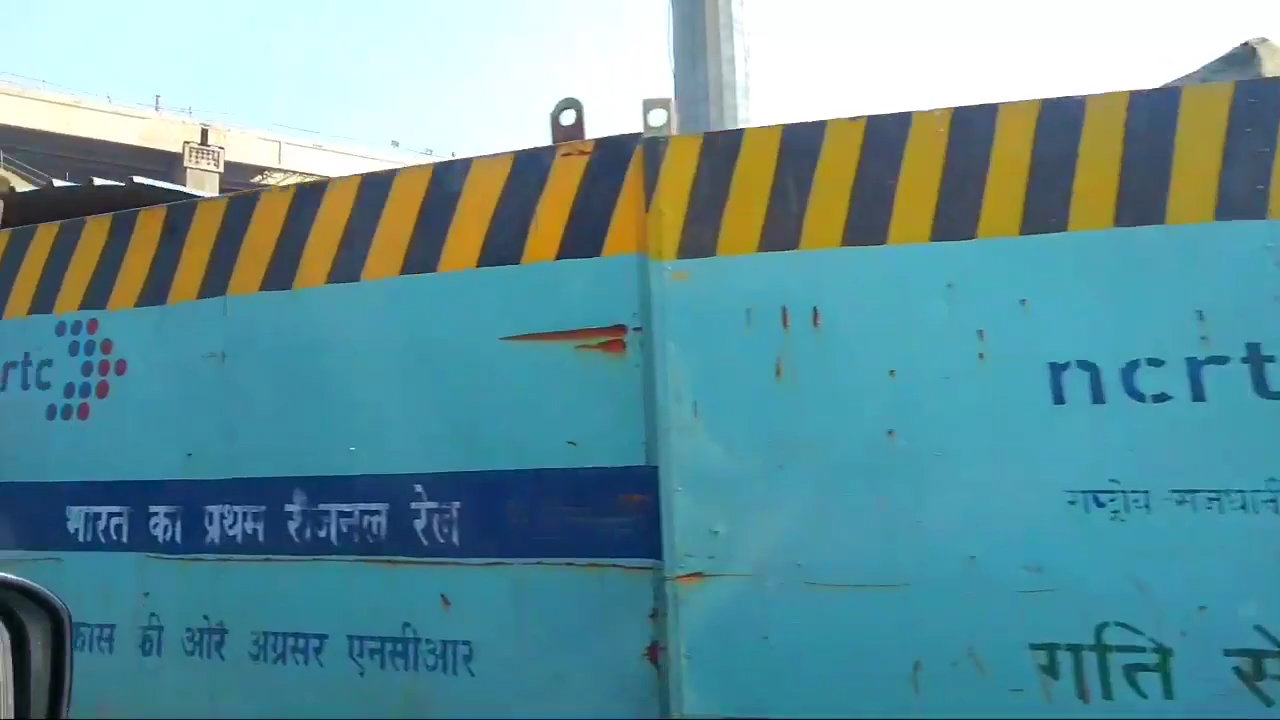 rtc
भारत का प्रथम रीजनल रेल
कास की ओर अग्रसर एनसीआर
ncrt
राष्ट्रीय राजधानी
गति से